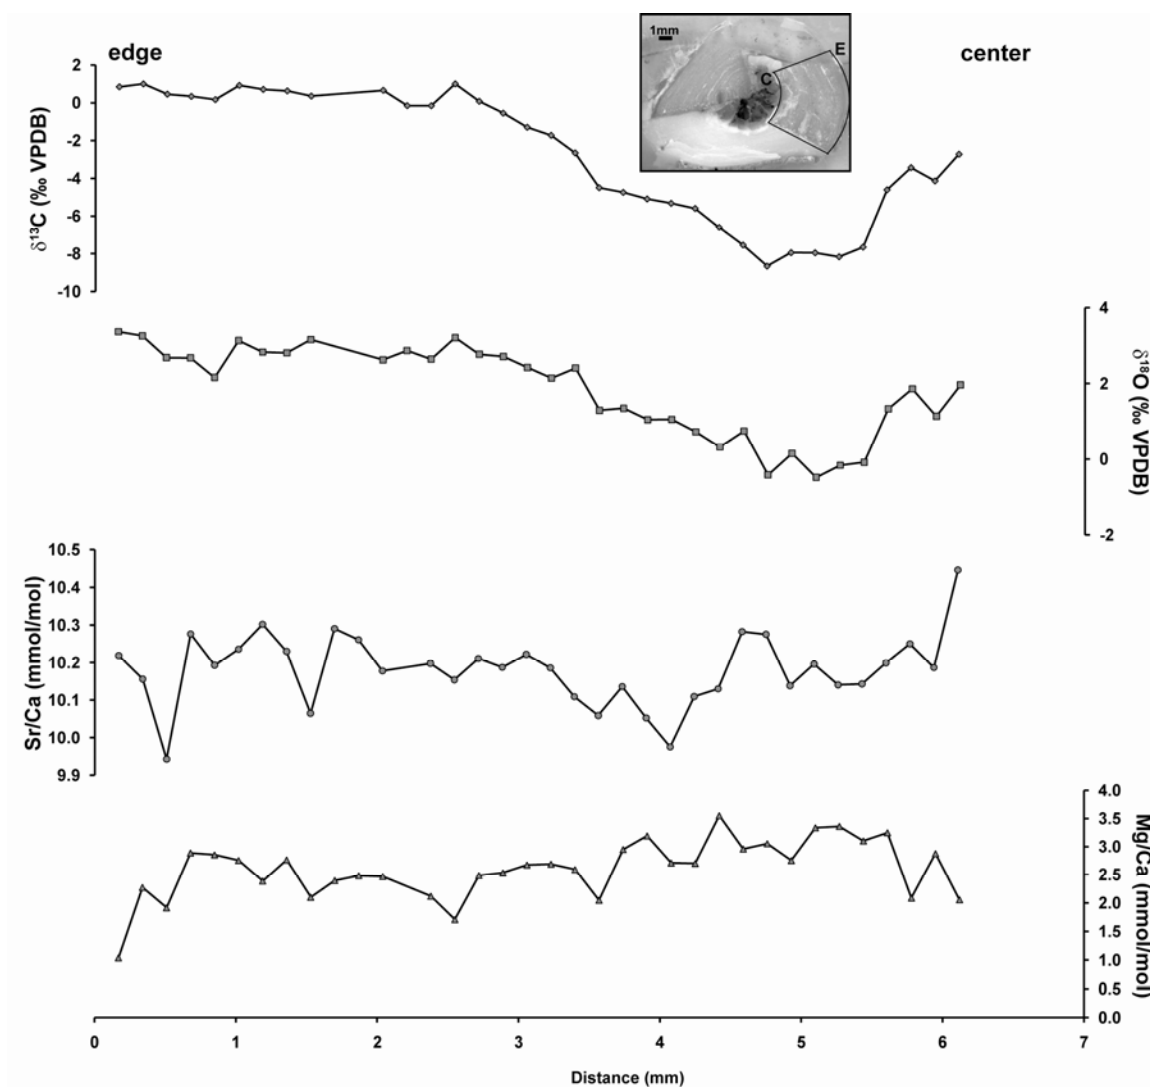 edge
center
1mm
C
E
δ13C (‰ VPDB)
2
0
-2
-4
-6
-8
-10
δ18O (‰ VPDB)
4
2
0
-2
Sr/Ca (mmol/mol)
10.5
10.4
10.3
10.2
10.1
10.0
9.9
Mg/Ca (mmol/mol)
4.0
3.5
3.0
2.5
2.0
1.5
1.0
0.5
0.0
0 1 2 3 4 5 6 7
Distance (mm)